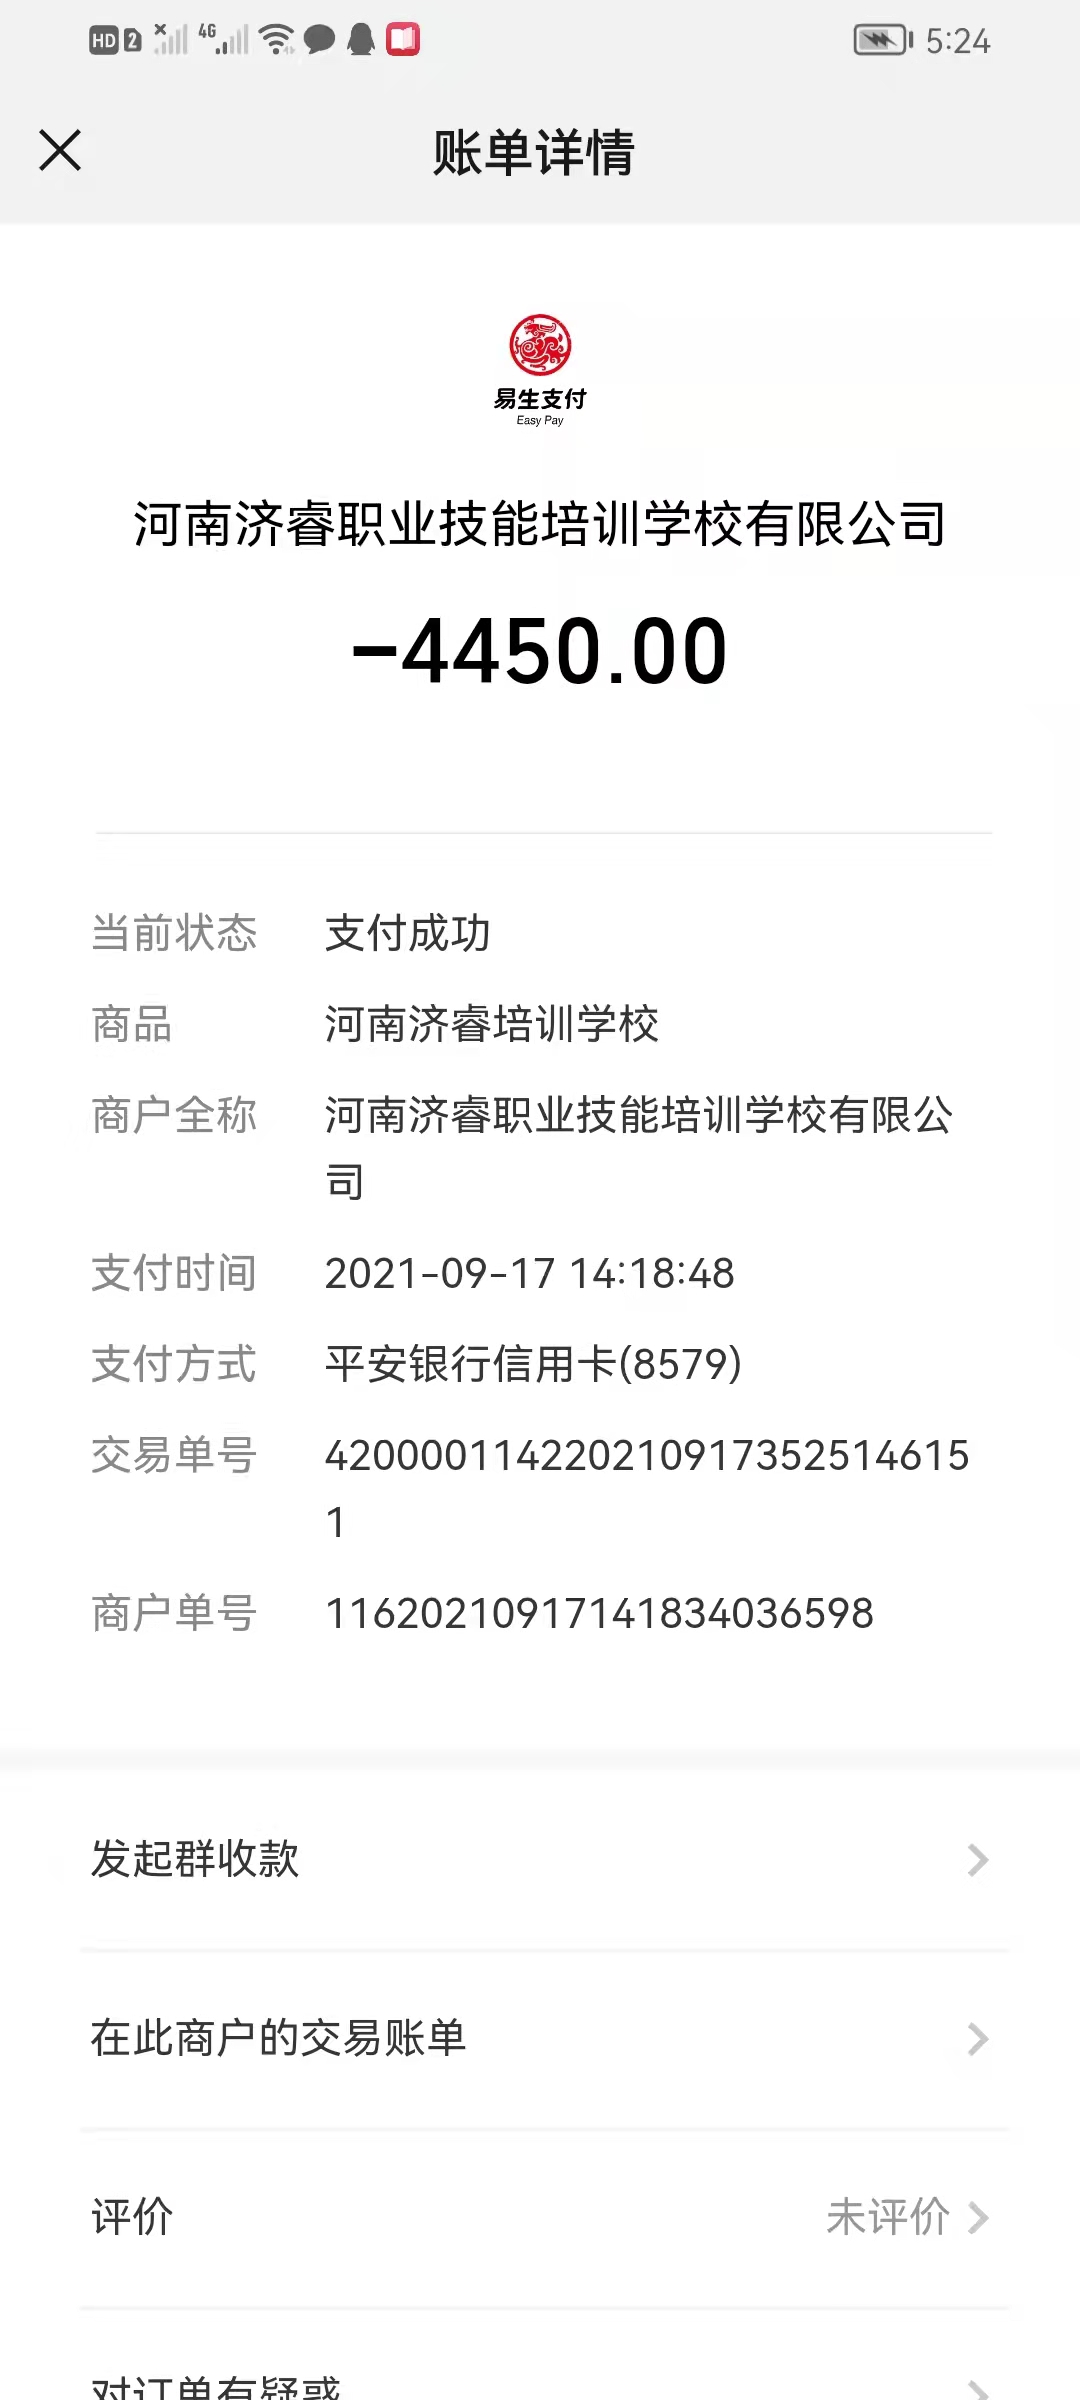 HD 2 4G 5:24
账单详情
易生支付
Easy Pay
河南济睿职业技能培训学校有限公司
-4450.00
当前状态 支付成功
商品 河南济睿培训学校
商户全称 河南济睿职业技能培训学校有限公
司
支付时间 2021-09-17 14:18:48
支付方式 平安银行信用卡(8579)
交易单号 420000114220210917352514615
1
商户单号 11620210917141834036598
发起群收款
在此商户的交易账单
评价 未评价
对订单有疑惑